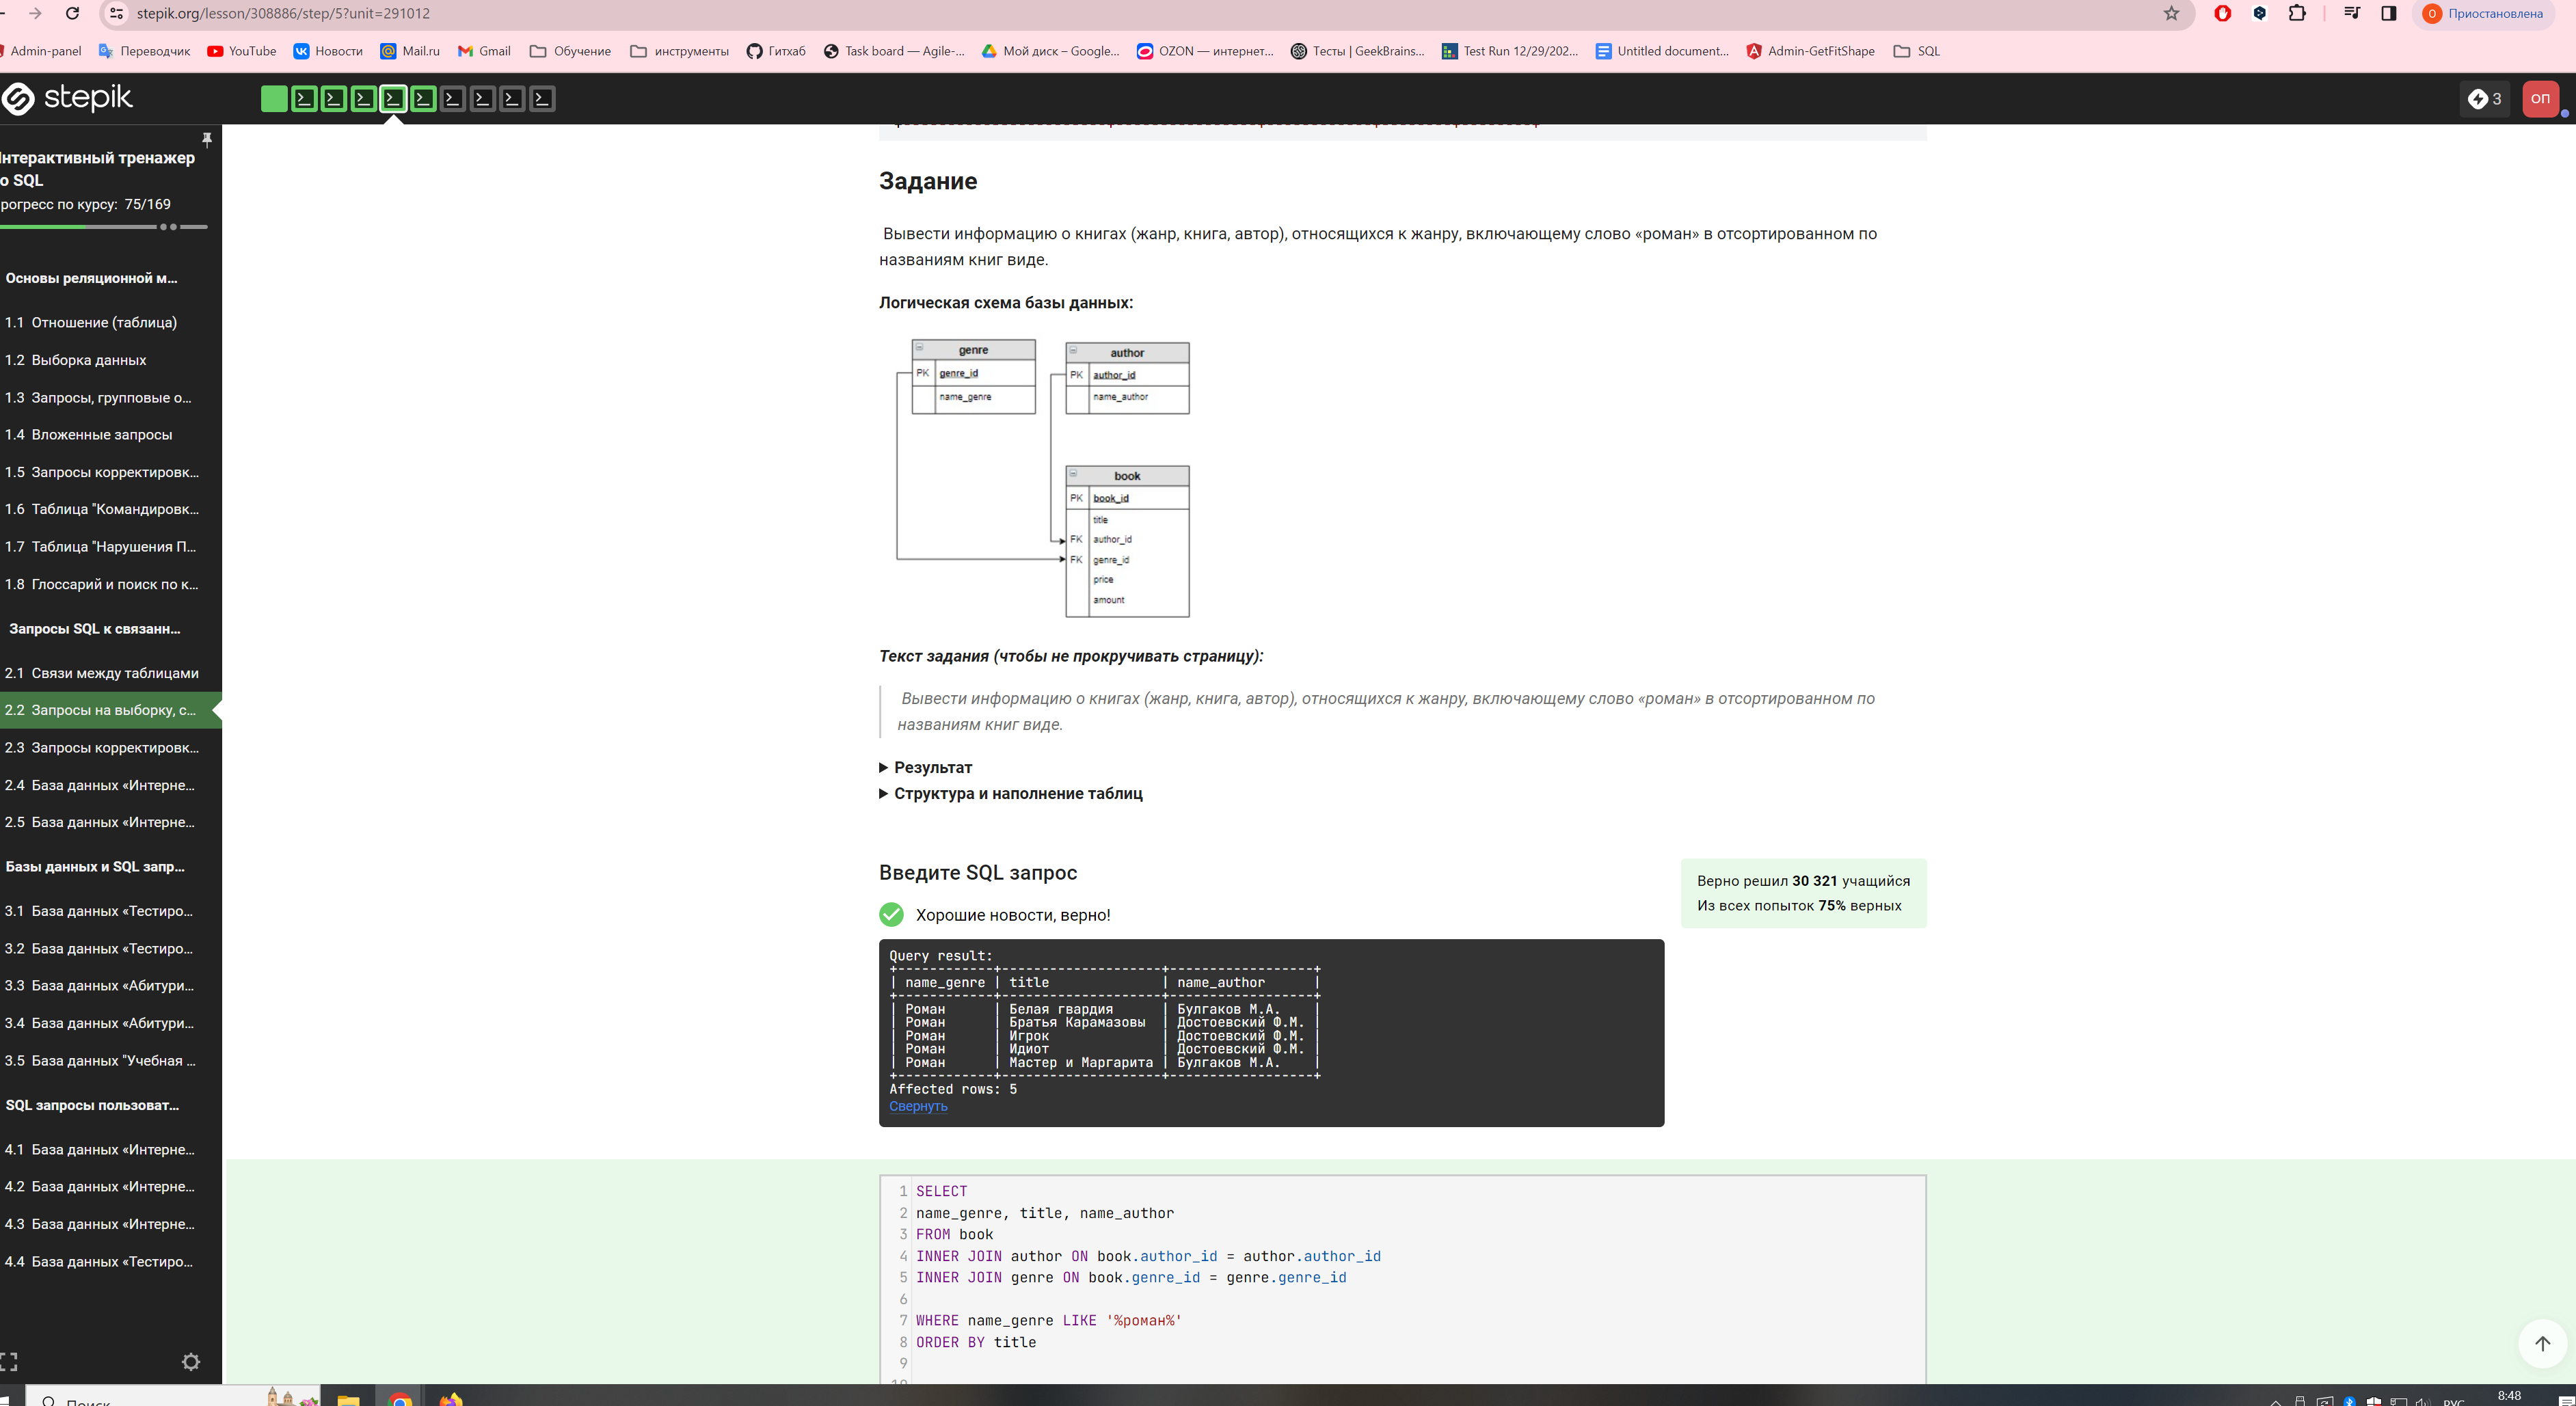 stepik.org/lesson/308886/step/5?unit=291012
Приостановлена
Admin-panel
Переводчик
YouTube
Новости
Mail.ru
Gmail
Обучение
инструменты
Гитхаб
Task board — Agile-...
Мой диск – Google...
OZON — интернет...
Тесты | GeekBrains...
Test Run 12/29/202...
Untitled document...
Admin-GetFitShape
SQL
stepik
3
ОП
нтерактивный тренажер
о SQL
рогресс по курсу: 75/169
Основы реляционной м...
1.1 Отношение (таблица)
1.2 Выборка данных
1.3 Запросы, групповые о...
1.4 Вложенные запросы
1.5 Запросы корректировк...
1.6 Таблица "Командировк...
1.7 Таблица "Нарушения П...
1.8 Глоссарий и поиск по к...
Запросы SQL к связанн...
2.1 Связи между таблицами
2.2 Запросы на выборку, с...
2.3 Запросы корректировк...
2.4 База данных «Интерне...
2.5 База данных «Интерне...
Базы данных и SQL запр...
3.1 База данных «Тестиро...
3.2 База данных «Тестиро...
3.3 База данных «Абитури...
3.4 База данных «Абитури...
3.5 База данных "Учебная ...
SQL запросы пользоват...
4.1 База данных «Интерне...
4.2 База данных «Интерне...
4.3 База данных «Интерне...
4.4 База данных «Тестиро...
Задание
Вывести информацию о книгах (жанр, книга, автор), относящихся к жанру, включающему слово «роман» в отсортированном по
названиям книг виде.
Логическая схема базы данных:
genre
PK genre_id
name_genre
author
PK author_id
name_author
book
PK book_id
title
FK author_id
FK genre_id
price
amount
Текст задания (чтобы не прокручивать страницу):
Вывести информацию о книгах (жанр, книга, автор), относящихся к жанру, включающему слово «роман» в отсортированном по
названиям книг виде.
Результат
Структура и наполнение таблиц
Введите SQL запрос
Хорошие новости, верно!
Верно решил 30 321 учащийся
Из всех попыток 75% верных
Query result:
+------------+--------------------+------------------+
| name_genre | title              | name_author      |
+------------+--------------------+------------------+
| Роман      | Белая гвардия      | Булгаков М.А.    |
| Роман      | Братья Карамазовы  | Достоевский Ф.М. |
| Роман      | Игрок              | Достоевский Ф.М. |
| Роман      | Идиот              | Достоевский Ф.М. |
| Роман      | Мастер и Маргарита | Булгаков М.А.    |
+------------+--------------------+------------------+
Affected rows: 5
Свернуть
1 SELECT
2 name_genre, title, name_author
3 FROM book
4 INNER JOIN author ON book.author_id = author.author_id
5 INNER JOIN genre ON book.genre_id = genre.genre_id
6
7 WHERE name_genre LIKE '%роман%'
8 ORDER BY title
9
10
Поиск
РУС
8:48